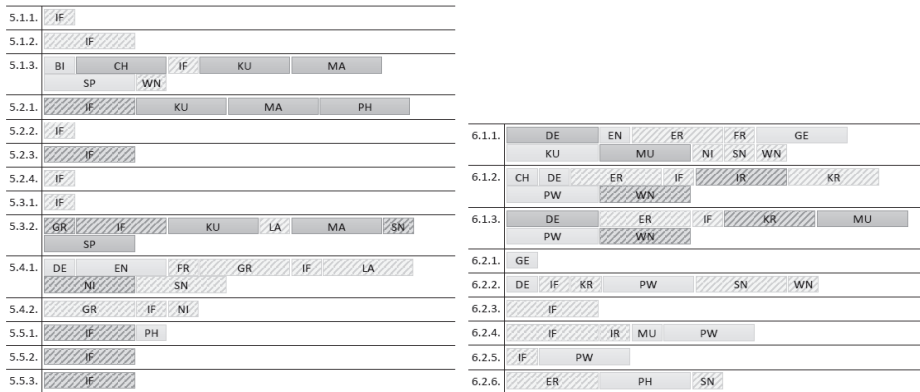 5.1.1. IF
5.1.2. IF
5.1.3. BI CH IF KU MA
SP WN
5.2.1. IF KU MA PH
5.2.2. IF
5.2.3. IF
5.2.4. IF
5.3.1. IF
5.3.2. GR IF KU LA MA SN
SP
5.4.1. DE EN FR GR IF LA
NI SN
5.4.2. GR IF NI
5.5.1. IF PH
5.5.2. IF
5.5.3. IF
6.1.1. DE EN ER FR GE
KU MU NI SN WN
6.1.2. CH DE ER IF IR KR
PW WN
6.1.3. DE ER IF KR MU
PW WN
6.2.1. GE
6.2.2. DE IF KR PW SN WN
6.2.3. IF
6.2.4. IF IR MU PW
6.2.5. IF PW
6.2.6. ER PH SN